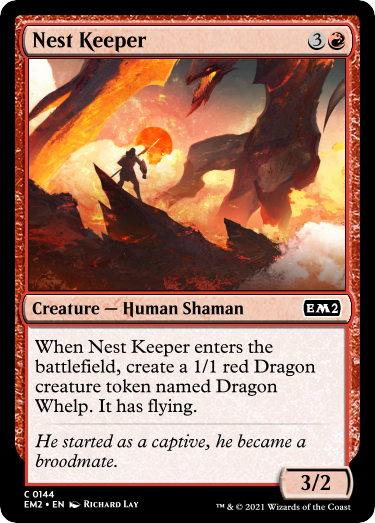 Nest Keeper 3
Creature — Human Shaman EM2
When Nest Keeper enters the
battlefield, create a 1/1 red Dragon
creature token named Dragon
Whelp. It has flying.
He started as a captive, he became a
broodmate.
3/2
C 0144
EM2 • EN Richard Lay
™ & © 2021 Wizards of the Coast